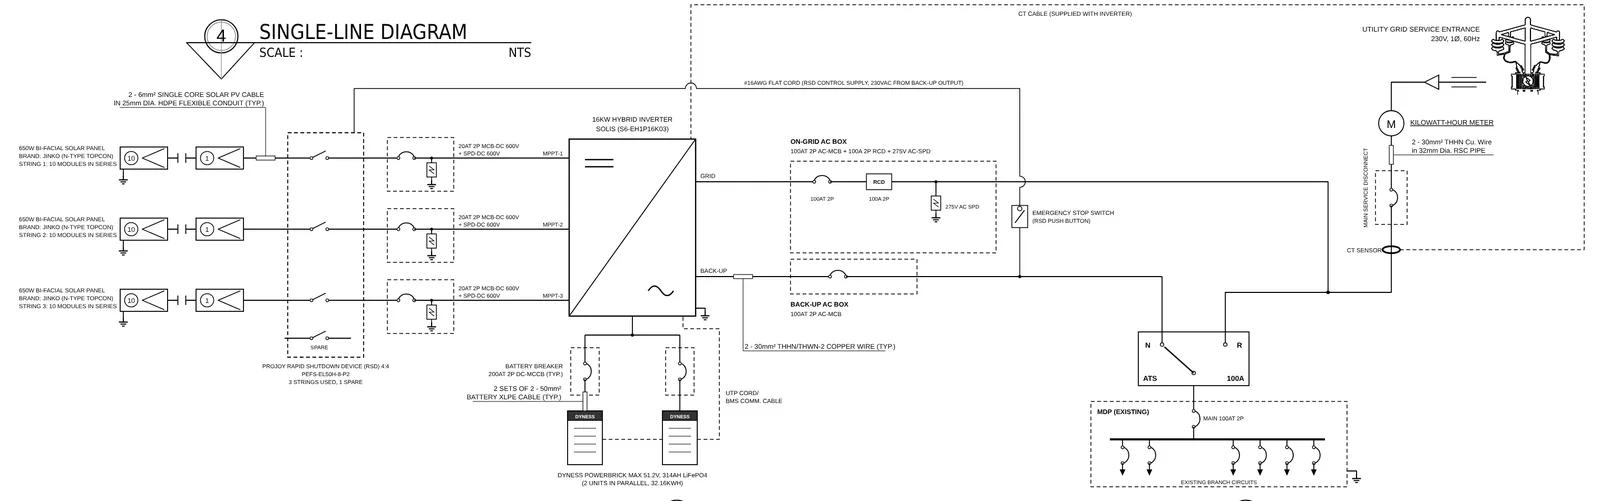 4
SINGLE-LINE DIAGRAM
SCALE :
NTS
CT CABLE (SUPPLIED WITH INVERTER)
UTILITY GRID SERVICE ENTRANCE
230V, 1Ø, 60Hz
#16AWG FLAT CORD (RSD CONTROL SUPPLY, 230VAC FROM BACK-UP OUTPUT)
2 - 6mm² SINGLE CORE SOLAR PV CABLE
IN 25mm DIA. HDPE FLEXIBLE CONDUIT (TYP.)
16KW HYBRID INVERTER
SOLIS (S6-EH1P16K03)
M
KILOWATT-HOUR METER
2 - 30mm² THHN Cu. Wire
in 32mm Dia. RSC PIPE
MAIN SERVICE DISCONNECT
CT SENSOR
650W BI-FACIAL SOLAR PANEL
BRAND: JINKO (N-TYPE TOPCON)
STRING 1: 10 MODULES IN SERIES
10
1
20AT 2P MCB-DC 600V
+ SPD-DC 600V
MPPT-1
650W BI-FACIAL SOLAR PANEL
BRAND: JINKO (N-TYPE TOPCON)
STRING 2: 10 MODULES IN SERIES
10
1
20AT 2P MCB-DC 600V
+ SPD-DC 600V
MPPT-2
650W BI-FACIAL SOLAR PANEL
BRAND: JINKO (N-TYPE TOPCON)
STRING 3: 10 MODULES IN SERIES
10
1
20AT 2P MCB-DC 600V
+ SPD-DC 600V
MPPT-3
SPARE
PROJOY RAPID SHUTDOWN DEVICE (RSD) 4:4
PEFS-EL50H-8-P2
3 STRINGS USED, 1 SPARE
ON-GRID AC BOX
100AT 2P AC-MCB + 100A 2P RCD + 275V AC-SPD
GRID
100AT 2P
RCD
100A 2P
275V AC SPD
EMERGENCY STOP SWITCH
(RSD PUSH BUTTON)
BACK-UP
BACK-UP AC BOX
100AT 2P AC-MCB
2 - 30mm² THHN/THWN-2 COPPER WIRE (TYP.)
BATTERY BREAKER
200AT 2P DC-MCCB (TYP.)
2 SETS OF 2 - 50mm²
BATTERY XLPE CABLE (TYP.)
UTP CORD/
BMS COMM. CABLE
DYNESS
DYNESS
DYNESS POWERBRICK MAX 51.2V, 314AH LiFePO4
(2 UNITS IN PARALLEL, 32.16KWH)
N
R
ATS
100A
MDP (EXISTING)
MAIN 100AT 2P
EXISTING BRANCH CIRCUITS